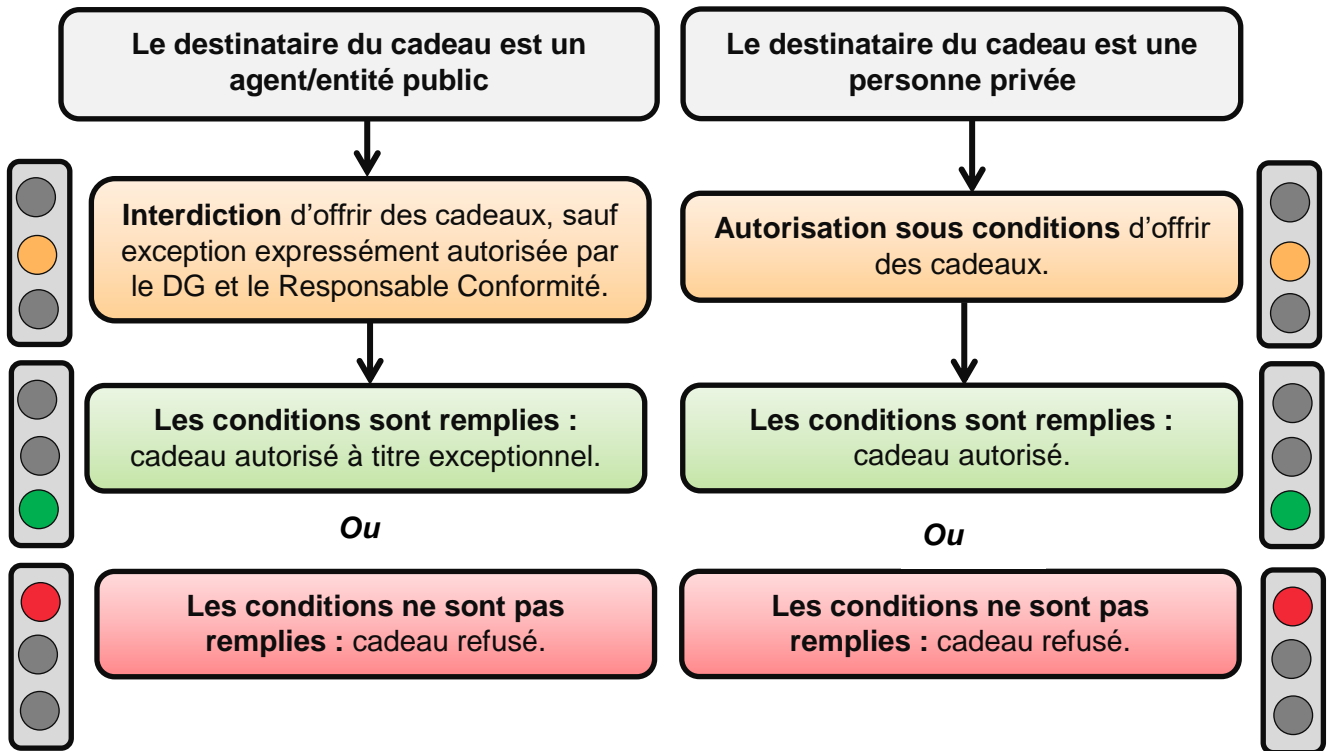 Le destinataire du cadeau est un
agent/entité public
Interdiction d’offrir des cadeaux, sauf
exception expressément autorisée par
le DG et le Responsable Conformité.
Les conditions sont remplies :
cadeau autorisé à titre exceptionnel.
Ou
Les conditions ne sont pas
remplies : cadeau refusé.
Le destinataire du cadeau est une
personne privée
Autorisation sous conditions d’offrir
des cadeaux.
Les conditions sont remplies :
cadeau autorisé.
Ou
Les conditions ne sont pas
remplies : cadeau refusé.